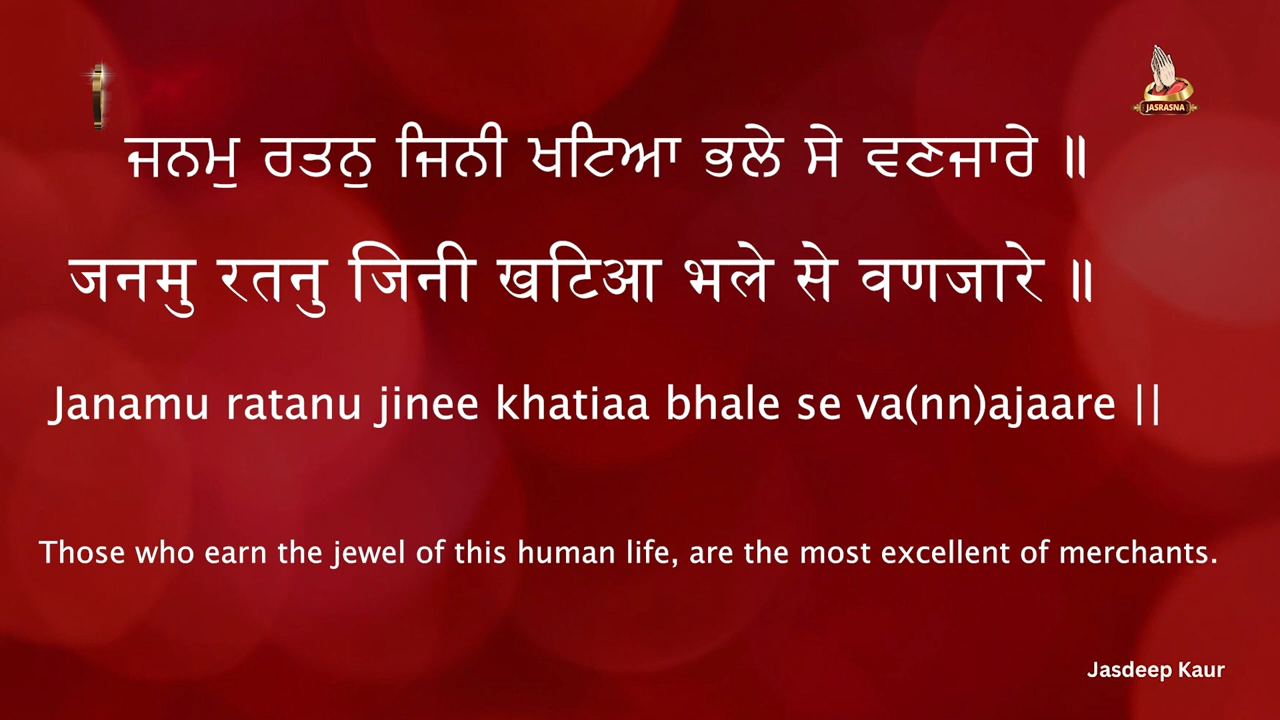 JASRASNA
ਜਨਮੁ ਰਤਨੁ ਜਿਨੀ ਖਟਿਆ ਭਲੇ ਸੇ ਵਣਜਾਰੇ ॥
जनमु रतनु जिनी खटिआ भले से वणजारे ॥
Janamu ratanu jinee khatiaa bhale se va(nn)ajaare ||
Those who earn the jewel of this human life, are the most excellent of merchants.
Jasdeep Kaur